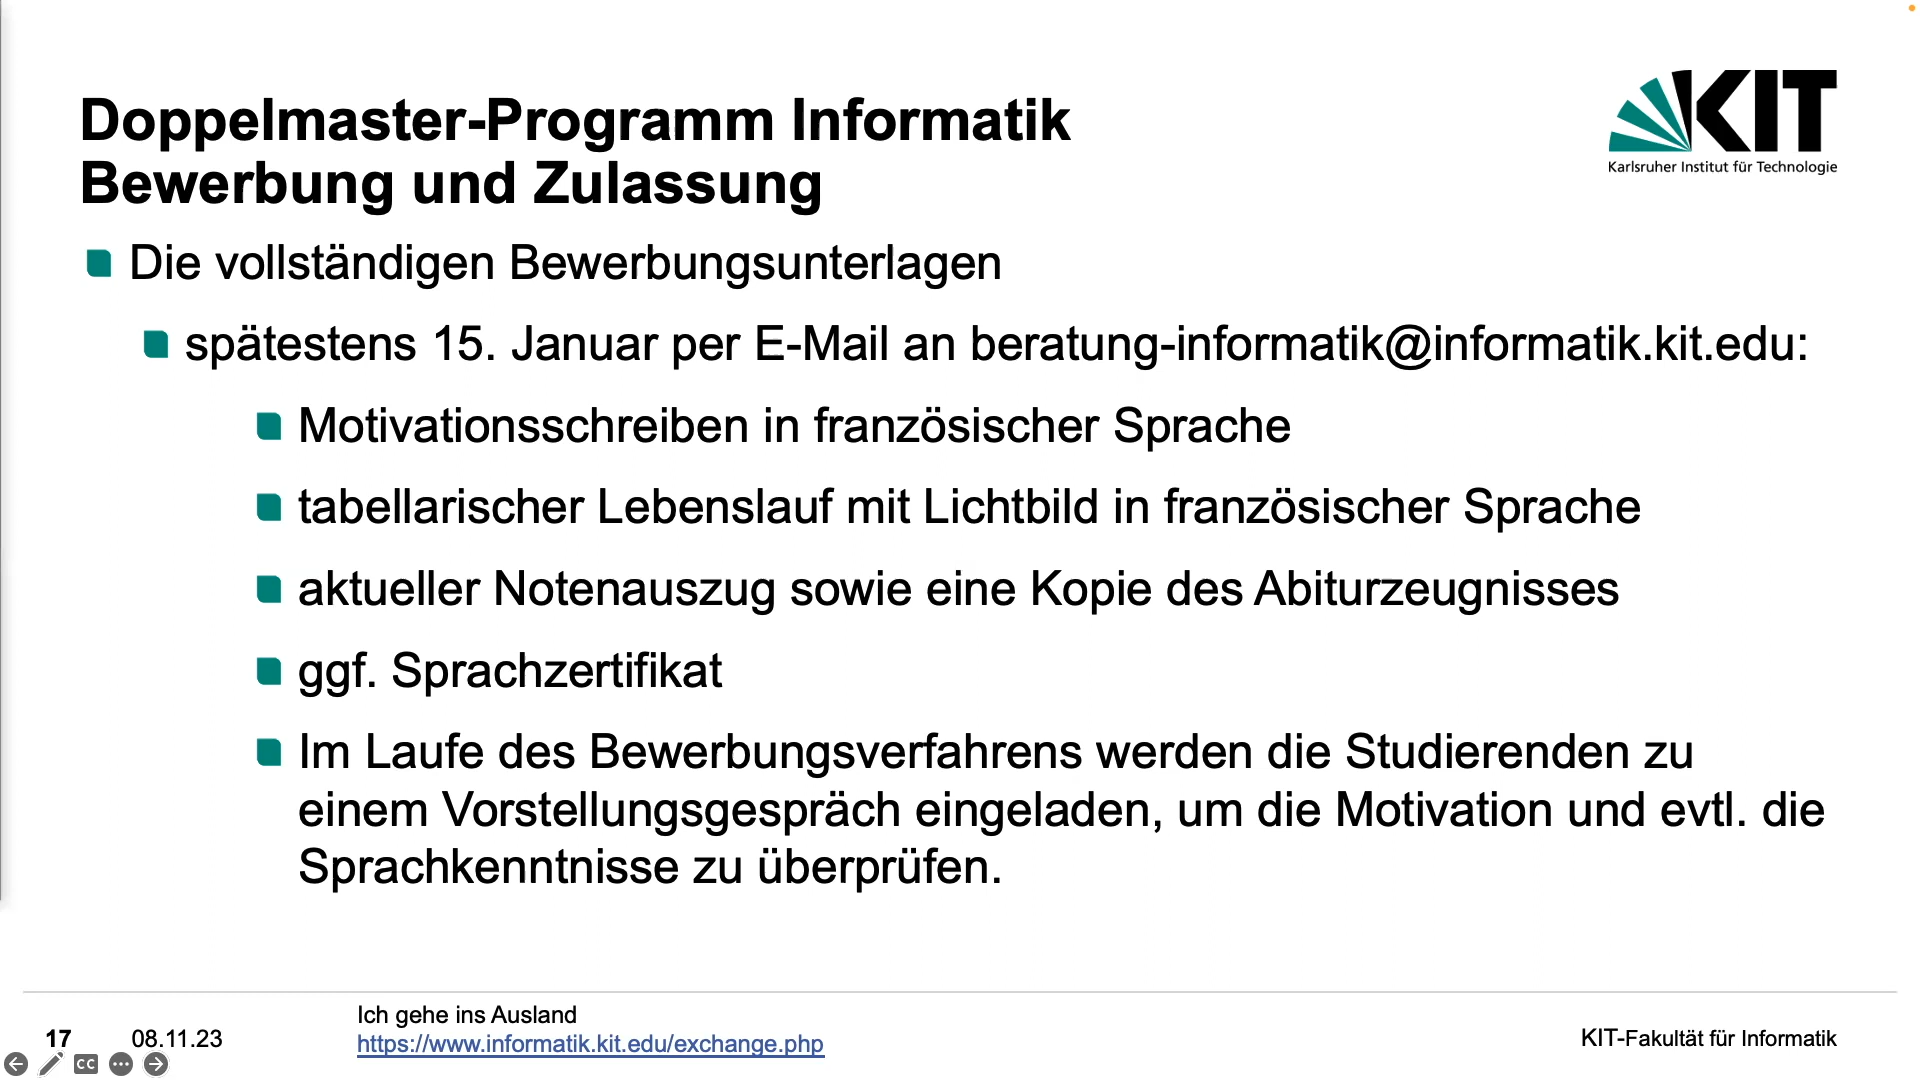 Doppelmaster-Programm Informatik
Bewerbung und Zulassung
KIT
Karlsruher Institut für Technologie
Die vollständigen Bewerbungsunterlagen
spätestens 15. Januar per E-Mail an beratung-informatik@informatik.kit.edu:
Motivationsschreiben in französischer Sprache
tabellarischer Lebenslauf mit Lichtbild in französischer Sprache
aktueller Notenauszug sowie eine Kopie des Abiturzeugnisses
ggf. Sprachzertifikat
Im Laufe des Bewerbungsverfahrens werden die Studierenden zu
einem Vorstellungsgespräch eingeladen, um die Motivation und evtl. die
Sprachkenntnisse zu überprüfen.
17
08.11.23
Ich gehe ins Ausland
https://www.informatik.kit.edu/exchange.php
KIT-Fakultät für Informatik
CC